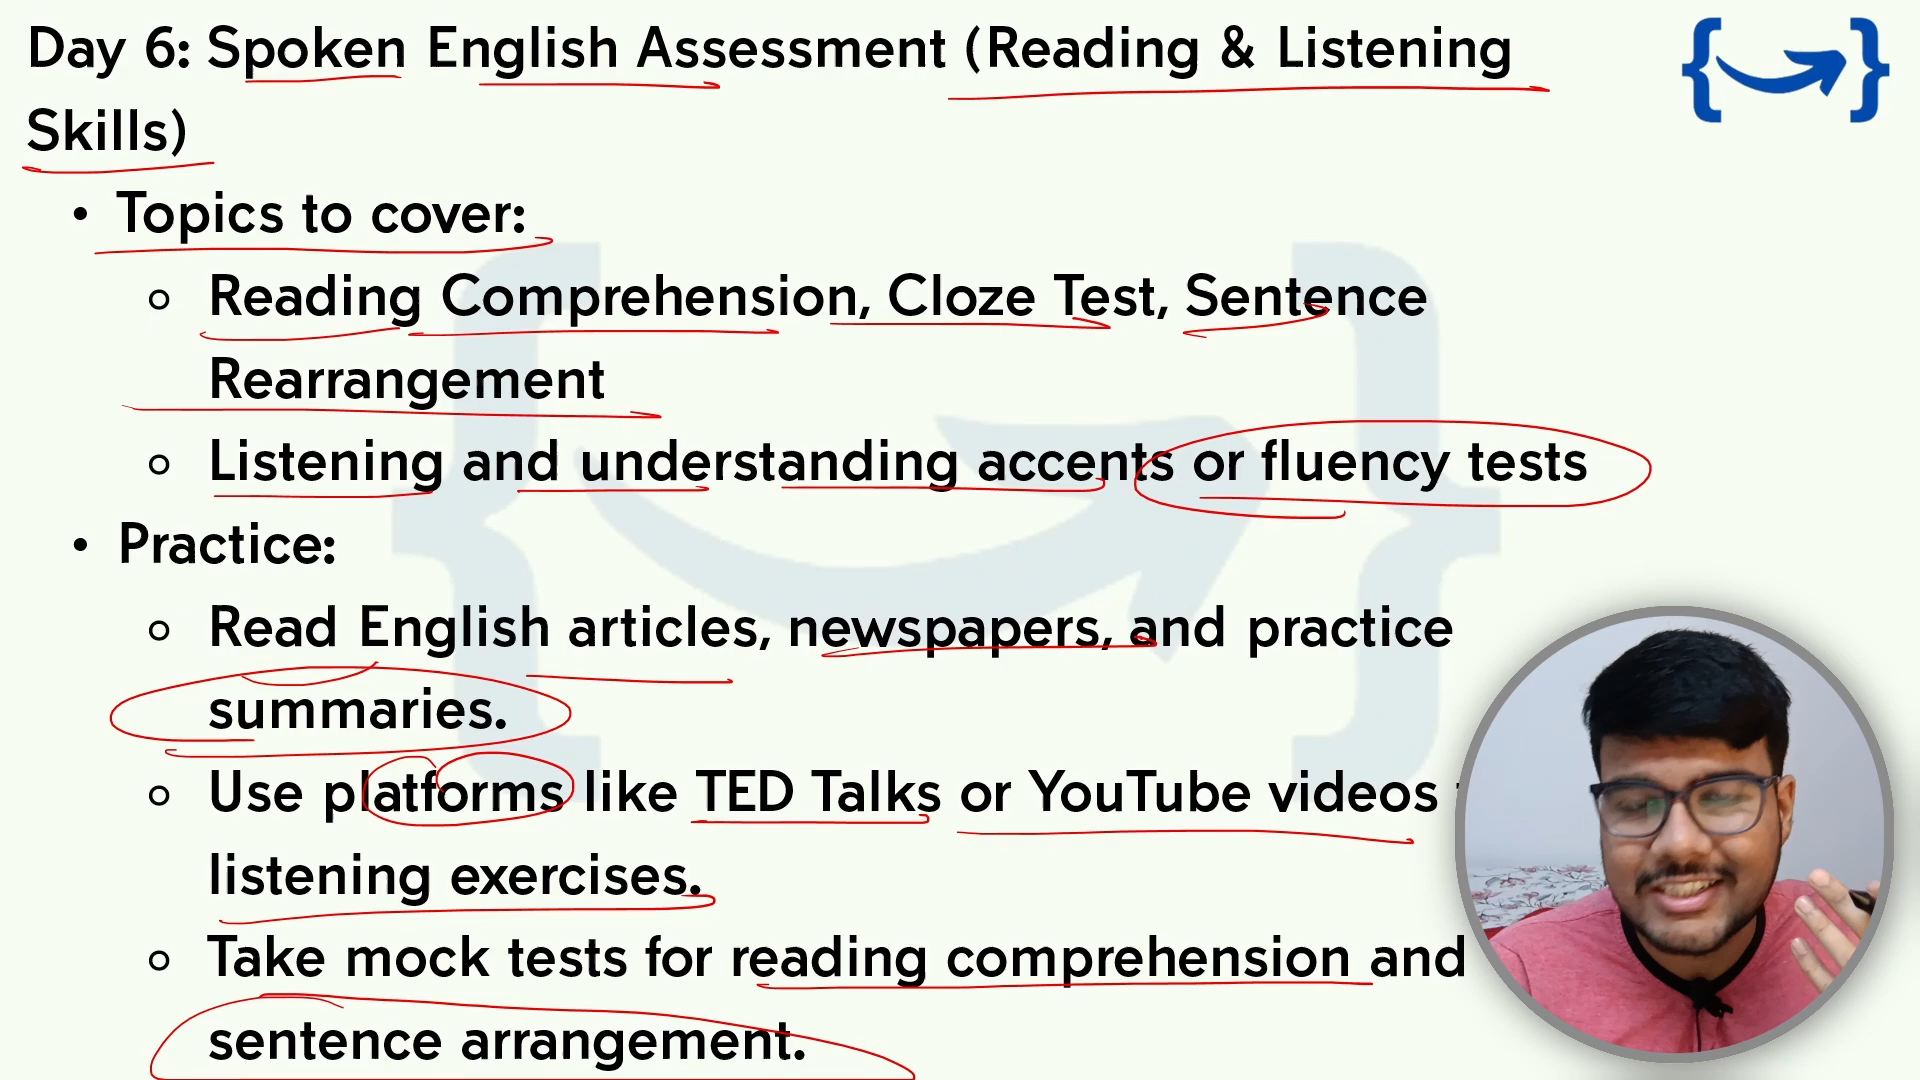 Day 6: Spoken English Assessment (Reading & Listening
Skills)
• Topics to cover:
○ Reading Comprehension, Cloze Test, Sentence
Rearrangement
○ Listening and understanding accents or fluency tests
• Practice:
○ Read English articles, newspapers, and practice
summaries.
○ Use platforms like TED Talks or YouTube videos
listening exercises.
○ Take mock tests for reading comprehension and
sentence arrangement.